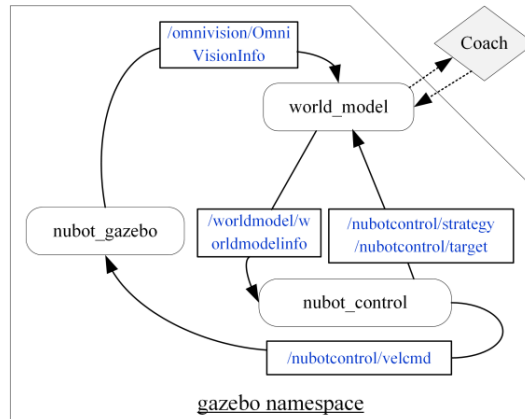 /omnivision/Omni
VisionInfo
Coach
world_model
/worldmodel/w
orldmodelinfo
/nubotcontrol/strategy
/nubotcontrol/target
nubot_gazebo
nubot_control
/nubotcontrol/velcmd
gazebo namespace